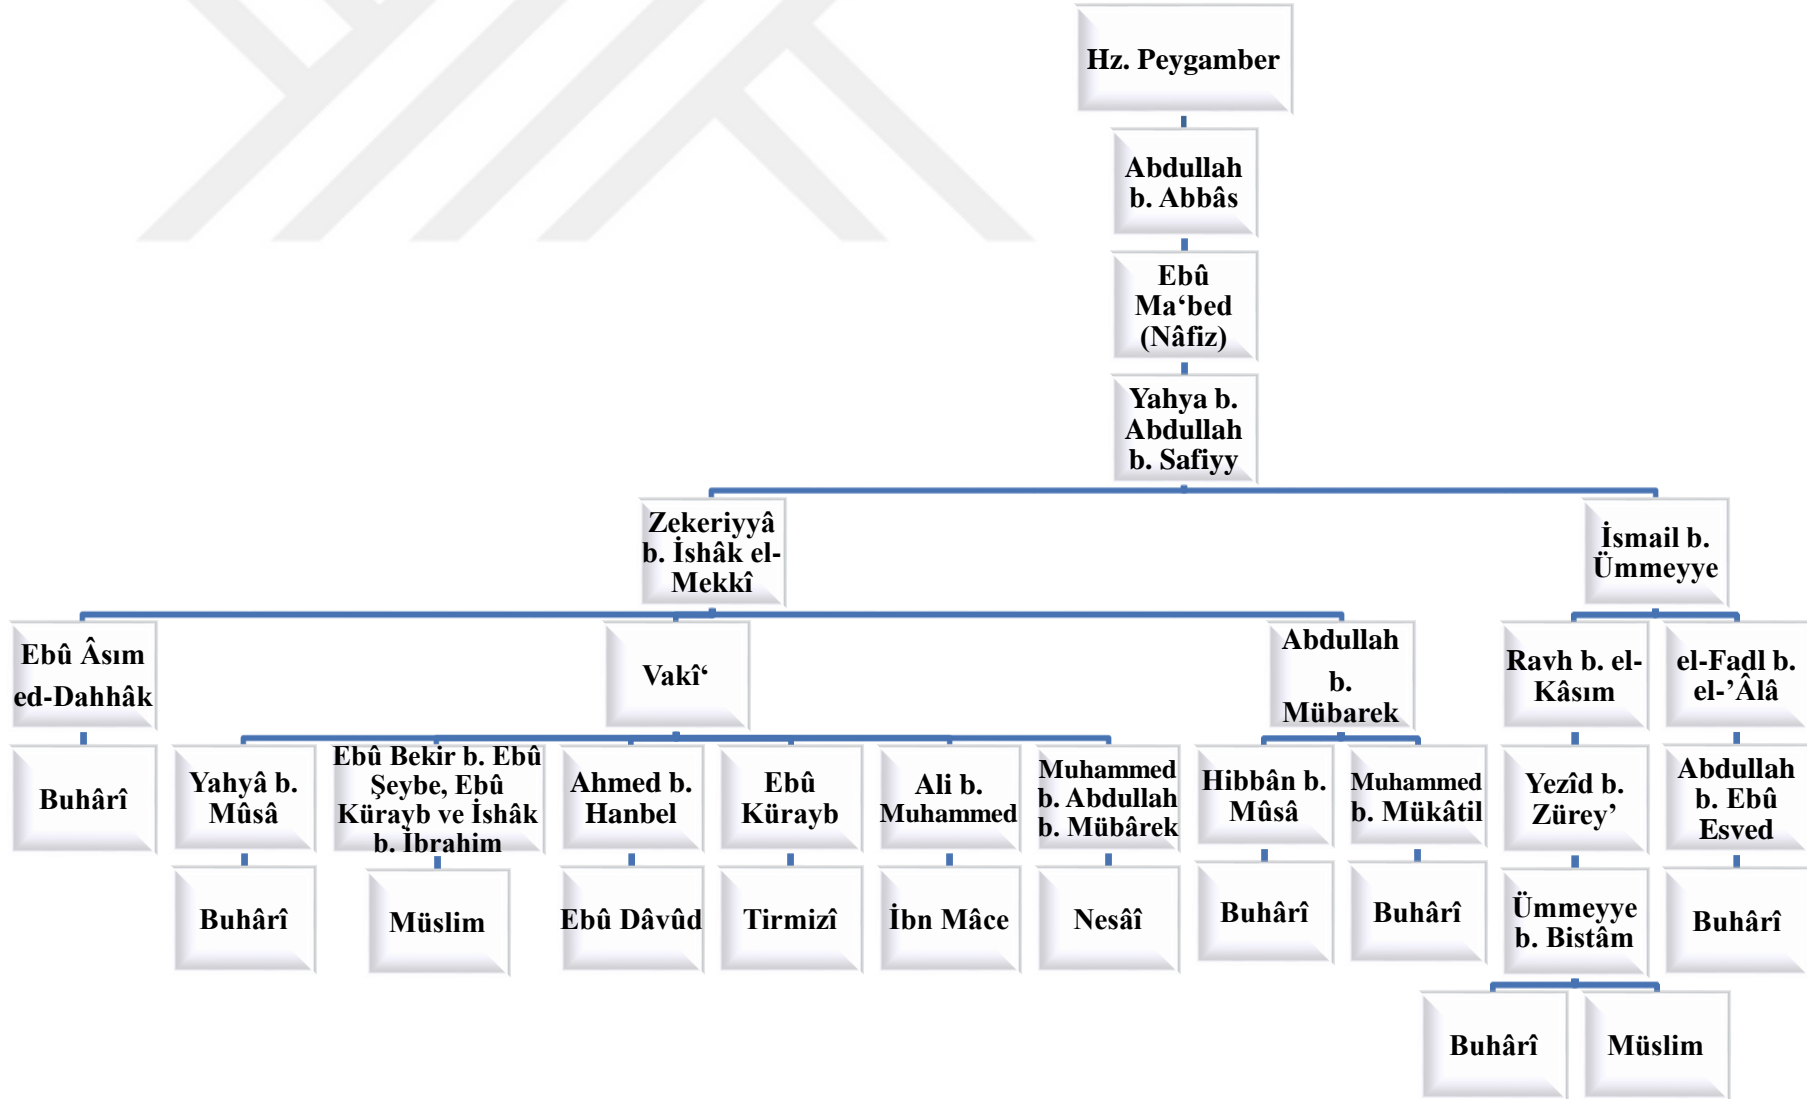 Hz. Peygamber
Abdullah
b. Abbâs
Ebû
Ma‘bed
(Nâfiz)
Yahya b.
Abdullah
b. Safiyy
Zekeriyyâ
b. İshâk el-
Mekkî
İsmail b.
Ümmeyye
Ebû Âsım
ed-Dahhâk
Vakî‘
Abdullah
b.
Mübarek
Ravh b. el-
Kâsım
el-Fadl b.
el-’Âlâ
Buhârî
Yahyâ b.
Mûsâ
Ebû Bekir b. Ebû
Şeybe, Ebû
Kürayb ve İshâk
b. İbrahim
Ahmed b.
Hanbel
Ebû
Kürayb
Ali b.
Muhammed
Muhammed
b. Abdullah
b. Mübârek
Hibbân b.
Mûsâ
Muhammed
b. Mükâtil
Yezîd b.
Zürey’
Abdullah
b. Ebû
Esved
Buhârî
Müslim
Ebû Dâvûd
Tirmizî
İbn Mâce
Nesâî
Buhârî
Buhârî
Ümmeyye
b. Bistâm
Buhârî
Buhârî
Müslim